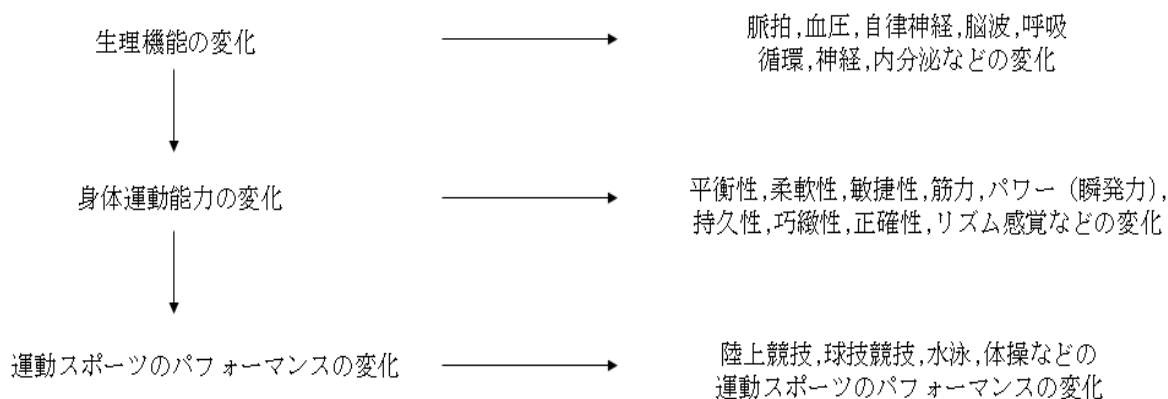 生理機能の変化
脈拍,血圧,自律神経,脳波,呼吸
循環,神経,内分泌などの変化
身体運動能力の変化
平衡性,柔軟性,敏捷性,筋力,パワー（瞬発力）,
持久性,巧緻性,正確性,リズム感覚などの変化
運動スポーツのパフォーマンスの変化
陸上競技,球技競技,水泳,体操などの
運動スポーツのパフォーマンスの変化